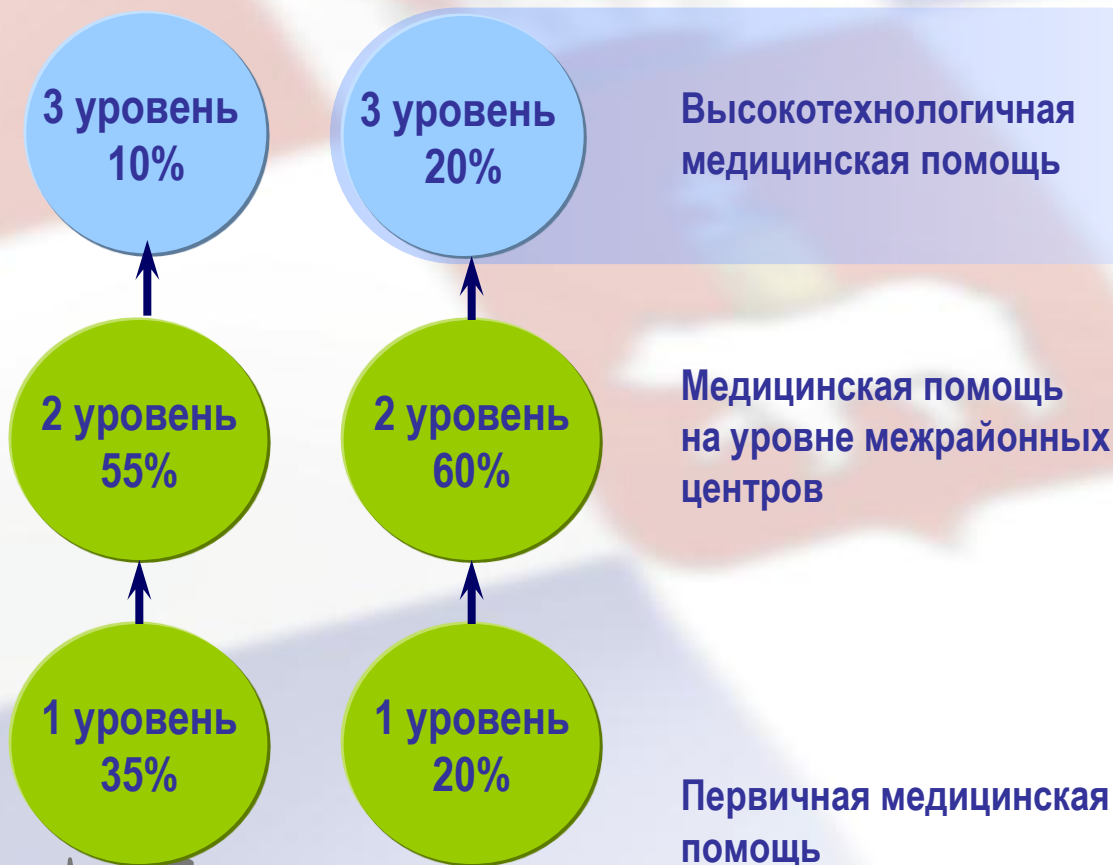 3 уровень
10%
3 уровень
20%
Высокотехнологичная
медицинская помощь
2 уровень
55%
2 уровень
60%
Медицинская помощь
на уровне межрайонных
центров
1 уровень
35%
1 уровень
20%
Первичная медицинская
помощь